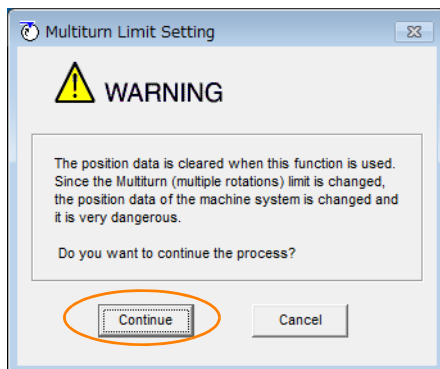 Multiturn Limit Setting
WARNING
The position data is cleared when this function is used.
Since the Multiturn (multiple rotations) limit is changed,
the position data of the machine system is changed and
it is very dangerous.
Do you want to continue the process?
Continue
Cancel